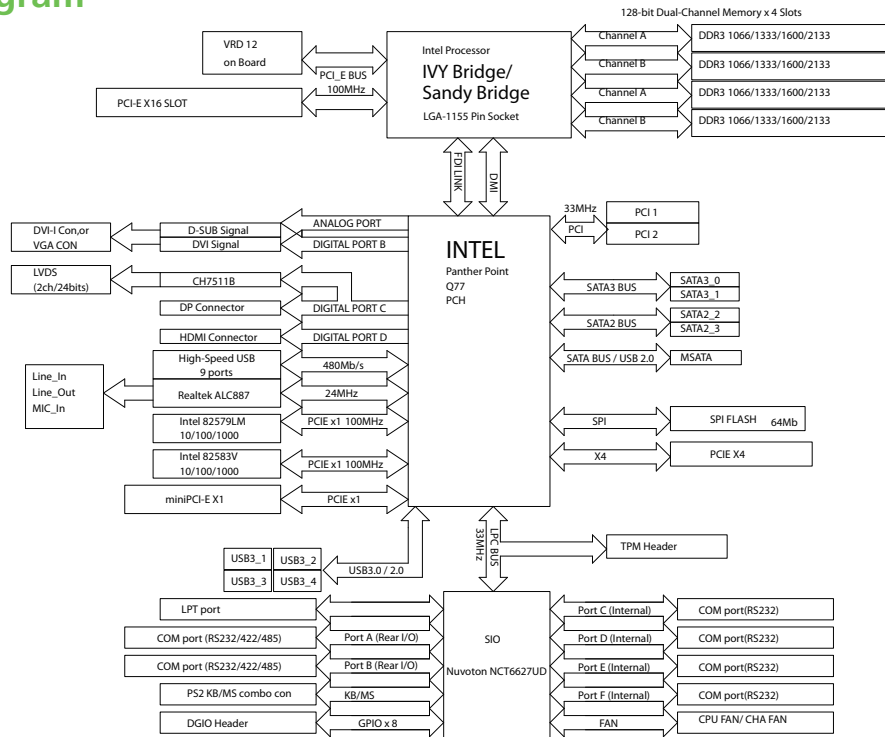 gram
128-bit Dual-Channel Memory x 4 Slots
VRD 12
on Board
PCI_E BUS
100MHz
PCI-E X16 SLOT
Intel Processor
IVY Bridge/
Sandy Bridge
LGA-1155 Pin Socket
Channel A
DDR3 1066/1333/1600/2133
Channel B
DDR3 1066/1333/1600/2133
Channel A
DDR3 1066/1333/1600/2133
Channel B
DDR3 1066/1333/1600/2133
FDI LINK
DMI
DVI-I Con,or
VGA CON
D-SUB Signal
ANALOG PORT
DVI Signal
DIGITAL PORT B
LVDS
(2ch/24bits)
CH7511B
DP Connector
DIGITAL PORT C
HDMI Connector
DIGITAL PORT D
High-Speed USB
9 ports
480Mb/s
Line_In
Line_Out
MIC_In
Realtek ALC887
24MHz
Intel 82579LM
10/100/1000
PCIE x1 100MHz
Intel 82583V
10/100/1000
PCIE x1 100MHz
miniPCI-E X1
PCIE x1
INTEL
Panther Point
Q77
PCH
33MHz
PCI
PCI 1
PCI 2
SATA3 BUS
SATA3_0
SATA3_1
SATA2 BUS
SATA2_2
SATA2_3
SATA BUS / USB 2.0
MSATA
SPI
SPI FLASH 64Mb
X4
PCIE X4
USB3_1 USB3_2
USB3_3 USB3_4
USB3.0 / 2.0
LPC BUS
33MHz
TPM Header
LPT port
COM port (RS232/422/485)
Port A (Rear I/O)
COM port (RS232/422/485)
Port B (Rear I/O)
PS2 KB/MS combo con
KB/MS
DGIO Header
GPIO x 8
SIO
Nuvoton NCT6627UD
Port C (Internal)
COM port(RS232)
Port D (Internal)
COM port(RS232)
Port E (Internal)
COM port(RS232)
Port F (Internal)
COM port(RS232)
FAN
CPU FAN/ CHA FAN